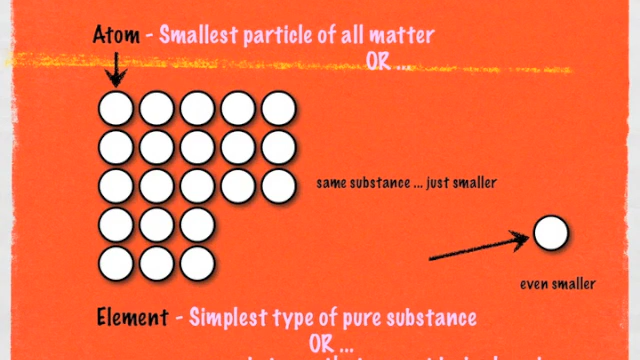 Atom - Smallest particle of all matter
OR ...
same substance ... just smaller
even smaller
Element - Simplest type of pure substance
OR ...